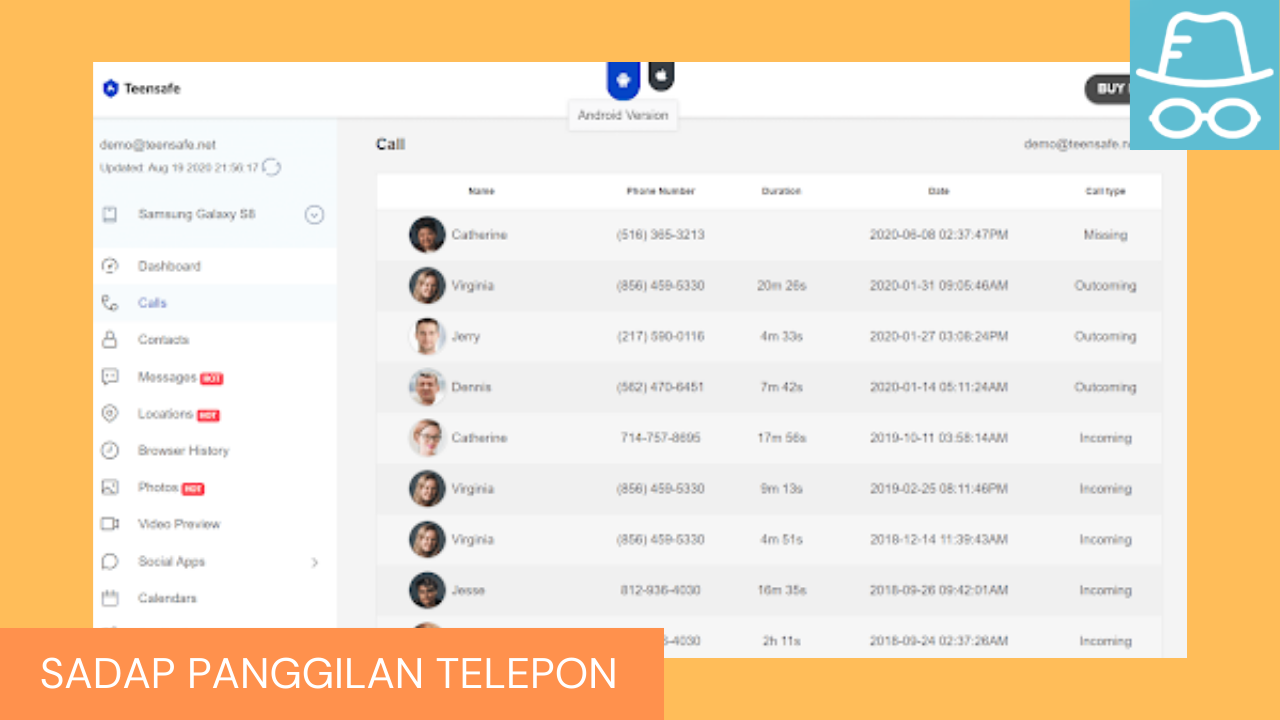 Teensafe
BUY
Android Version
demo@teensafe.net
Updated: Aug 19 2020 21:56:17
Samsung Galaxy S8
Dashboard
Calls
Contacts
Messages HOT
Locations HOT
Browser History
Photos HOT
Video Preview
Social Apps
Calendars
Call
demo@teensafe.n
Name Phone Number Duration Date Call type
Catherine (516) 365-3213 2020-06-08 02:37:47PM Missing
Virginia (856) 459-5330 20m 26s 2020-01-31 09:05:46AM Outcoming
Jerry (217) 590-0116 4m 33s 2020-01-27 03:08:24PM Outcoming
Dennis (562) 470-6451 7m 42s 2020-01-14 05:11:24AM Outcoming
Catherine 714-757-8695 17m 56s 2019-10-11 03:58:14AM Incoming
Virginia (856) 459-5330 9m 13s 2019-02-25 08:11:46PM Incoming
Virginia (856) 459-5330 4m 51s 2018-12-14 11:39:43AM Incoming
Jesse 812-936-4030 16m 35s 2018-09-26 09:42:01AM Incoming
-4030 2h 11s 2018-09-24 02:37:26AM Incoming
SADAP PANGGILAN TELEPON